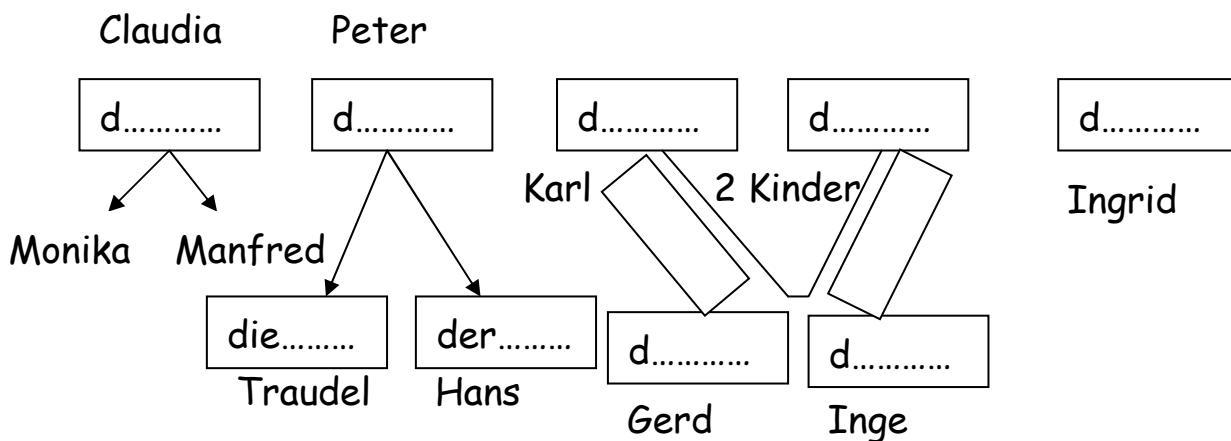 Claudia Peter
d………… d………… d………… d………… d…………
Karl 2 Kinder Ingrid
Monika Manfred
die……… der……… d………… d…………
Traudel Hans Gerd Inge